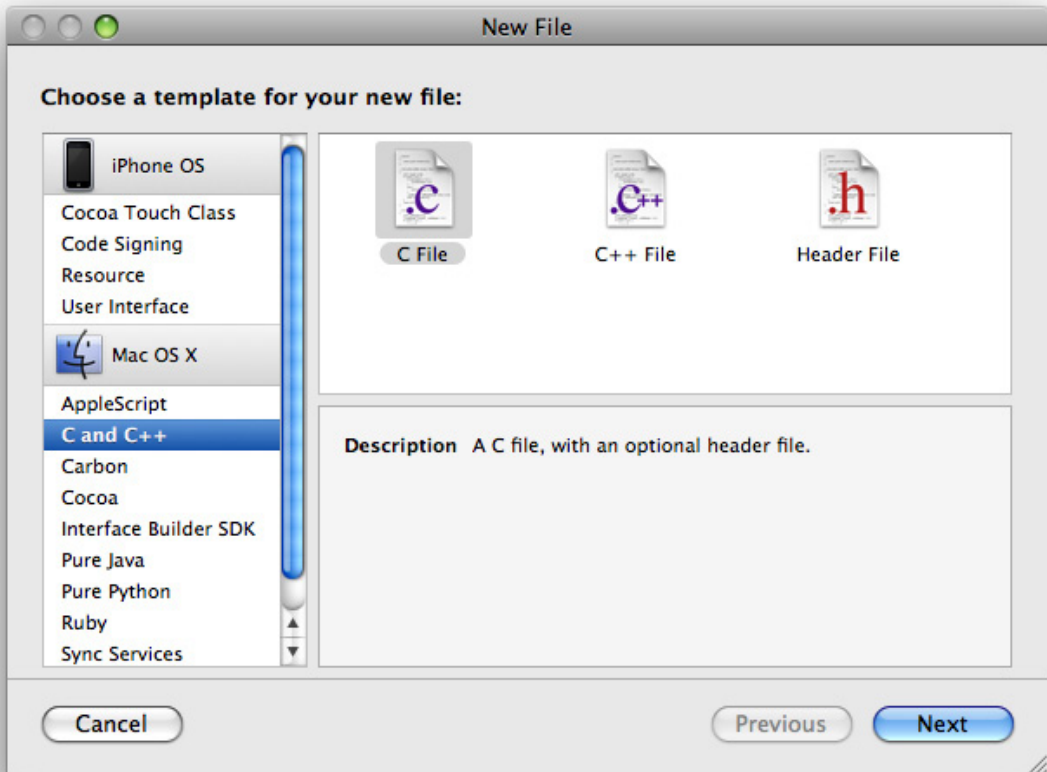 New File
Choose a template for your new file:
iPhone OS
Cocoa Touch Class
Code Signing
Resource
User Interface
Mac OS X
AppleScript
C and C++
Carbon
Cocoa
Interface Builder SDK
Pure Java
Pure Python
Ruby
Sync Services
.c
C File
.c++
C++ File
.h
Header File
Description A C file, with an optional header file.
Cancel
Previous
Next